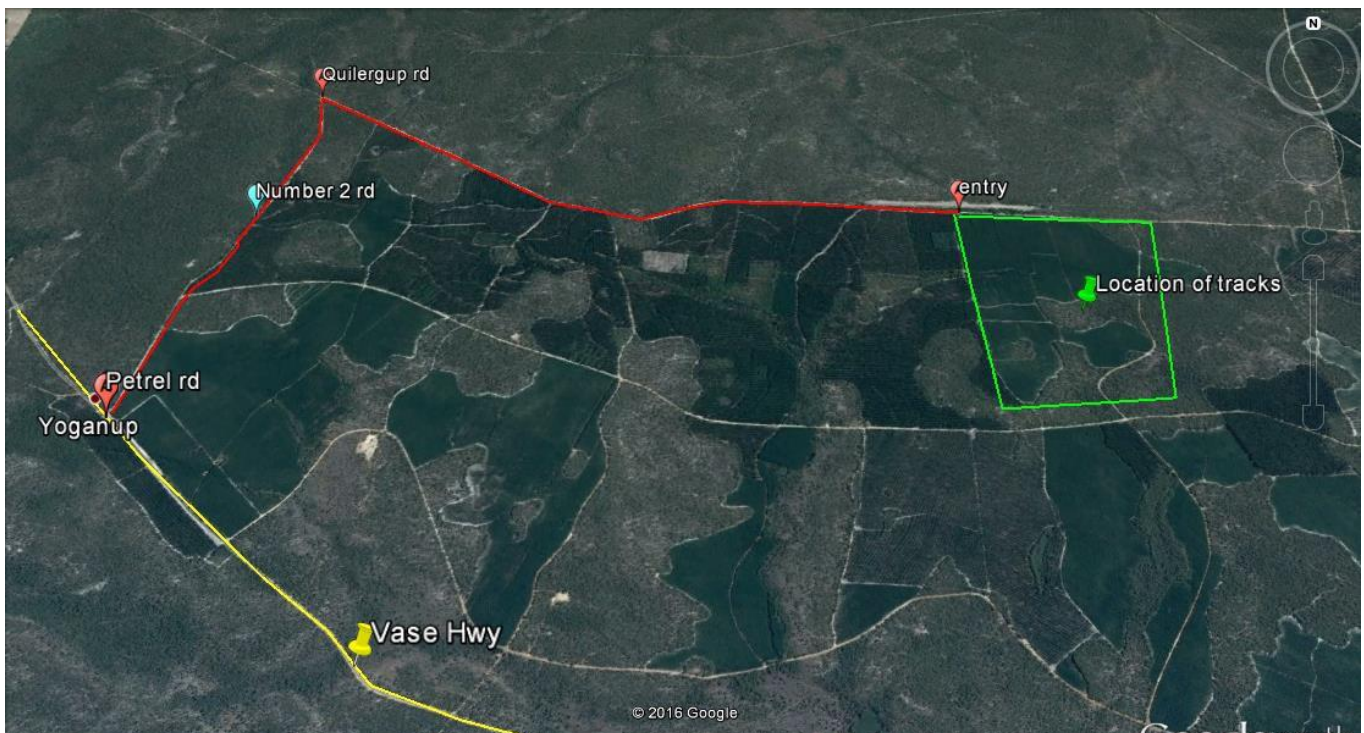 N
Quilergup rd
Number 2 rd
entry
Location of tracks
Petrel rd
Yoganup
Vase Hwy
© 2016 Google